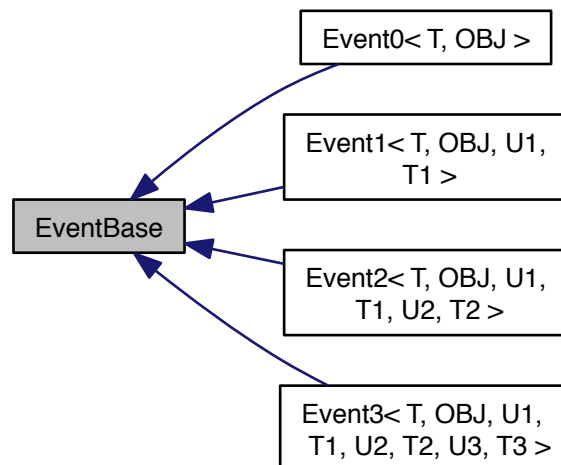 Event0< T, OBJ >
Event1< T, OBJ, U1,
T1 >
EventBase
Event2< T, OBJ, U1,
T1, U2, T2 >
Event3< T, OBJ, U1,
T1, U2, T2, U3, T3 >